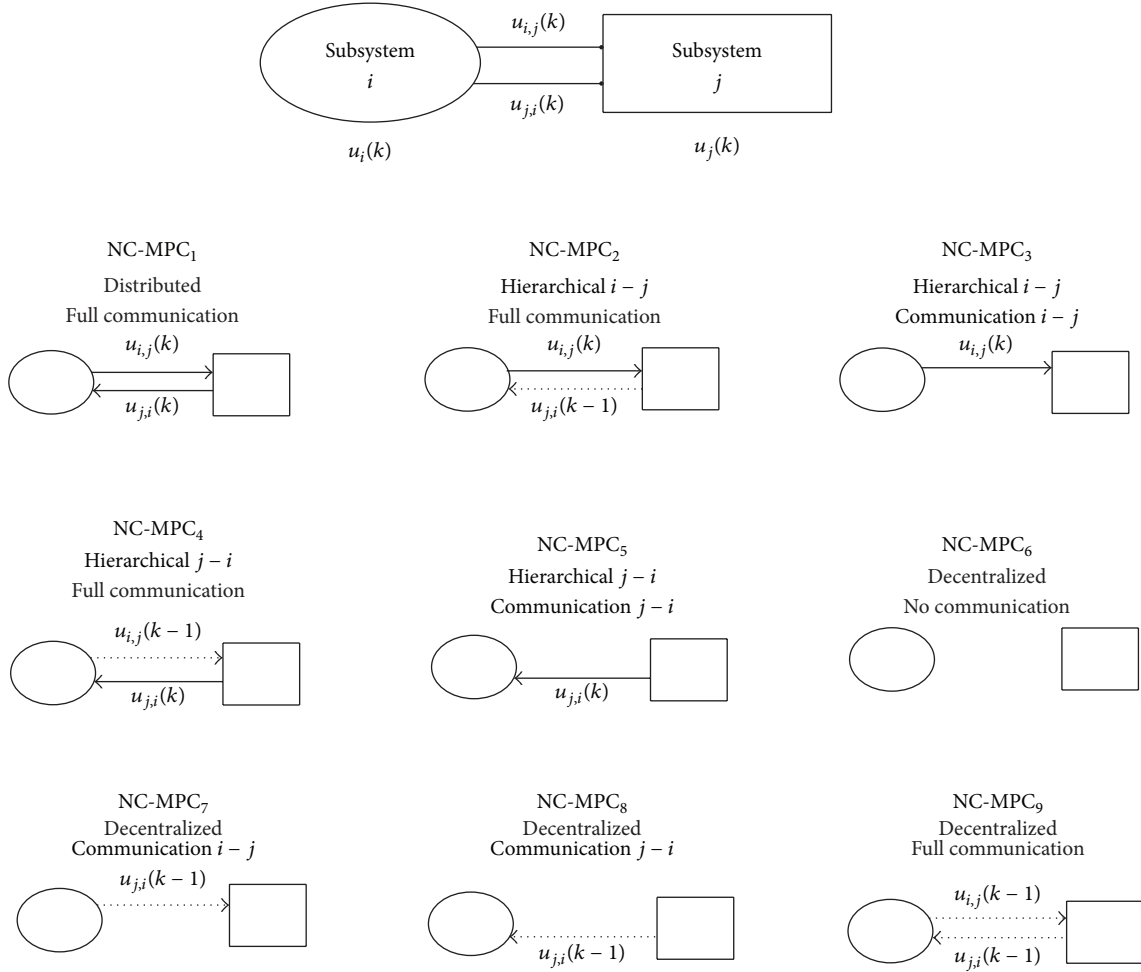 u_{i,j}(k)
Subsystem
i
Subsystem
j
u_{j,i}(k)
u_i(k)
u_j(k)
NC-MPC₁
Distributed
Full communication
u_{i,j}(k)
u_{j,i}(k)
NC-MPC₂
Hierarchical i − j
Full communication
u_{i,j}(k)
u_{j,i}(k − 1)
NC-MPC₃
Hierarchical i − j
Communication i − j
u_{i,j}(k)
NC-MPC₄
Hierarchical j − i
Full communication
u_{i,j}(k − 1)
u_{j,i}(k)
NC-MPC₅
Hierarchical j − i
Communication j − i
u_{j,i}(k)
NC-MPC₆
Decentralized
No communication
NC-MPC₇
Decentralized
Communication i − j
u_{j,i}(k − 1)
NC-MPC₈
Decentralized
Communication j − i
u_{j,i}(k − 1)
NC-MPC₉
Decentralized
Full communication
u_{i,j}(k − 1)
u_{j,i}(k − 1)